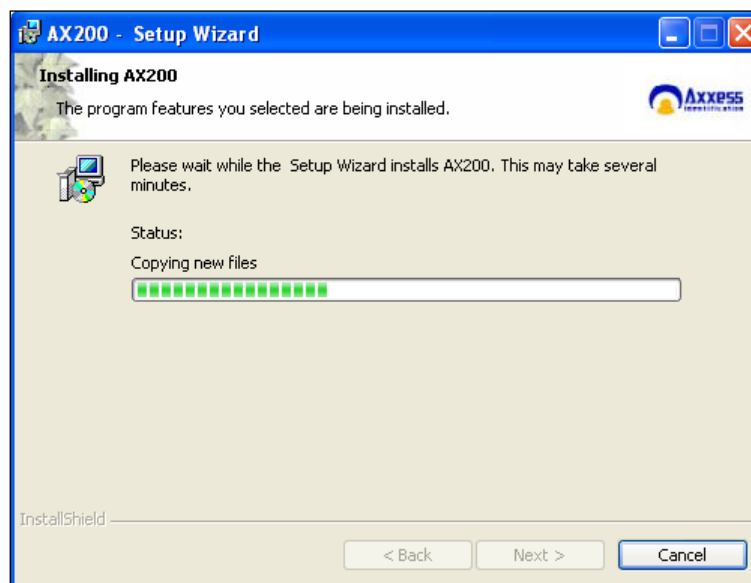 AX200 - Setup Wizard
Installing AX200
The program features you selected are being installed.
Axxess
Identification
Please wait while the Setup Wizard installs AX200. This may take several
minutes.
Status:
Copying new files
InstallShield
< Back
Next >
Cancel